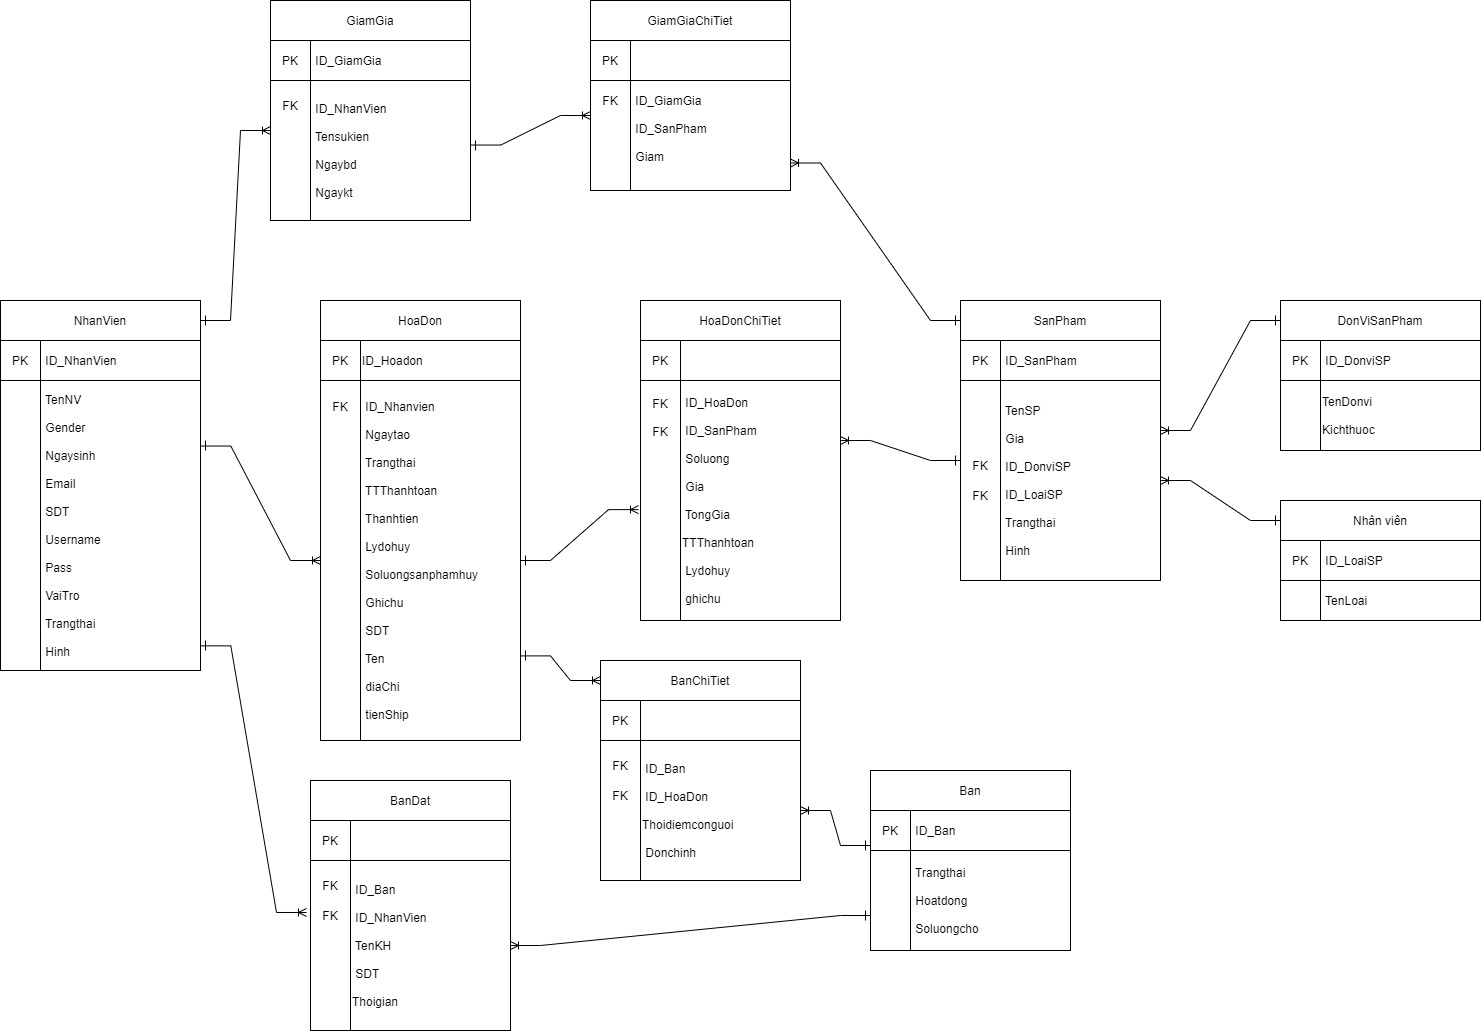 GiamGia
PK ID_GiamGia
FK ID_NhanVien
Tensukien
Ngaybd
Ngaykt
GiamGiaChiTiet
PK
FK ID_GiamGia
ID_SanPham
Giam
NhanVien
PK ID_NhanVien
TenNV
Gender
Ngaysinh
Email
SDT
Username
Pass
VaiTro
Trangthai
Hinh
HoaDon
PK ID_Hoadon
FK ID_Nhanvien
Ngaytao
Trangthai
TTThanhtoan
Thanhtien
Lydohuy
Soluongsanphamhuy
Ghichu
SDT
Ten
diaChi
tienShip
HoaDonChiTiet
PK
FK ID_HoaDon
FK ID_SanPham
Soluong
Gia
TongGia
TTThanhtoan
Lydohuy
ghichu
SanPham
PK ID_SanPham
TenSP
Gia
FK ID_DonviSP
FK ID_LoaiSP
Trangthai
Hinh
DonViSanPham
PK ID_DonviSP
TenDonvi
Kichthuoc
Nhân viên
PK ID_LoaiSP
TenLoai
BanChiTiet
PK
FK ID_Ban
FK ID_HoaDon
Thoidiemconguoi
Donchinh
BanDat
PK
FK ID_Ban
FK ID_NhanVien
TenKH
SDT
Thoigian
Ban
PK ID_Ban
Trangthai
Hoatdong
Soluongcho